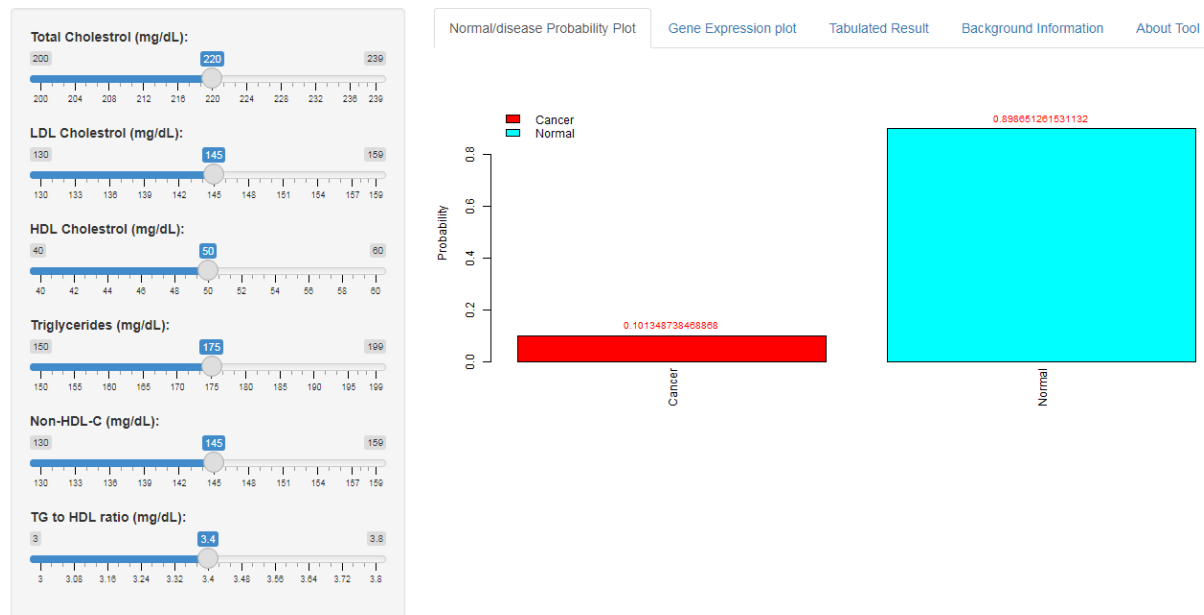 Total Cholestrol (mg/dL):
200 220 239
200 204 208 212 216 220 224 228 232 236 239
LDL Cholestrol (mg/dL):
130 145 159
130 133 136 139 142 145 148 151 154 157 159
HDL Cholestrol (mg/dL):
40 50 60
40 42 44 46 48 50 52 54 56 58 60
Triglycerides (mg/dL):
150 175 199
150 155 160 165 170 175 180 185 190 195 199
Non-HDL-C (mg/dL):
130 145 159
130 133 136 139 142 145 148 151 154 157 159
TG to HDL ratio (mg/dL):
3 3.4 3.8
3 3.08 3.16 3.24 3.32 3.4 3.48 3.56 3.64 3.72 3.8
Normal/disease Probability Plot Gene Expression plot Tabulated Result Background Information About Tool
Cancer
Normal
0.898651261531132
0.101348738468868
Probability
0.8
0.6
0.4
0.2
0.0
Cancer
Normal